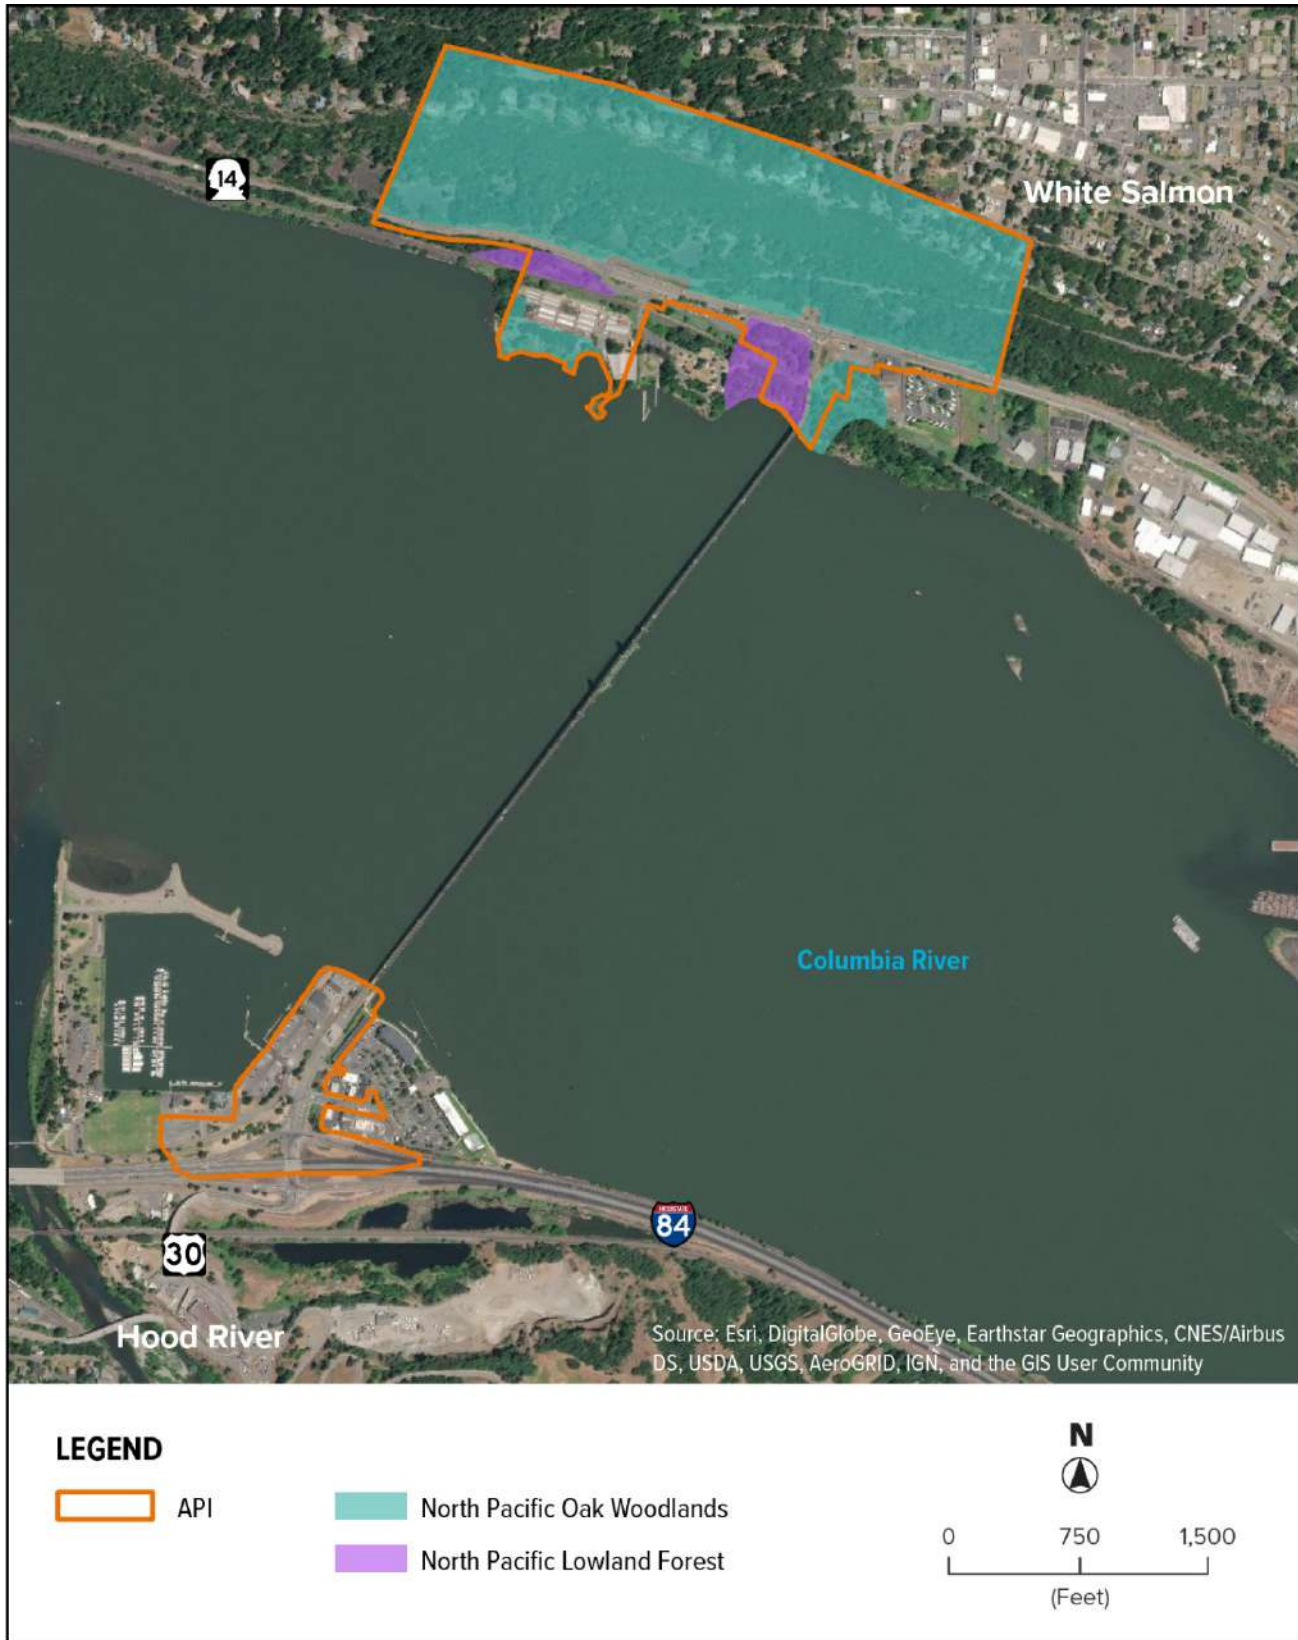 14
White Salmon
Columbia River
INTERSTATE
84
30
Hood River
Source: Esri, DigitalGlobe, GeoEye, Earthstar Geographics, CNES/Airbus
DS, USDA, USGS, AeroGRID, IGN, and the GIS User Community
LEGEND
API
North Pacific Oak Woodlands
North Pacific Lowland Forest
N
0 750 1,500
(Feet)